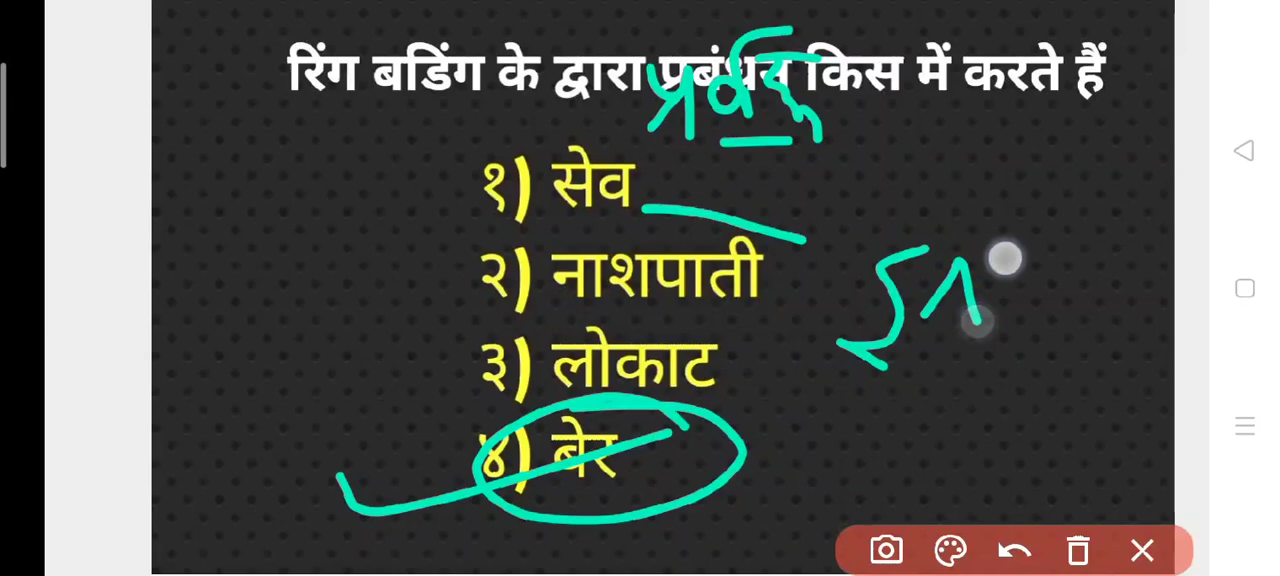 रिंग बडिंग के द्वारा प्रबंधन किस में करते हैं
१) सेव
२) नाशपाती
३) लोकाट
४) बेर